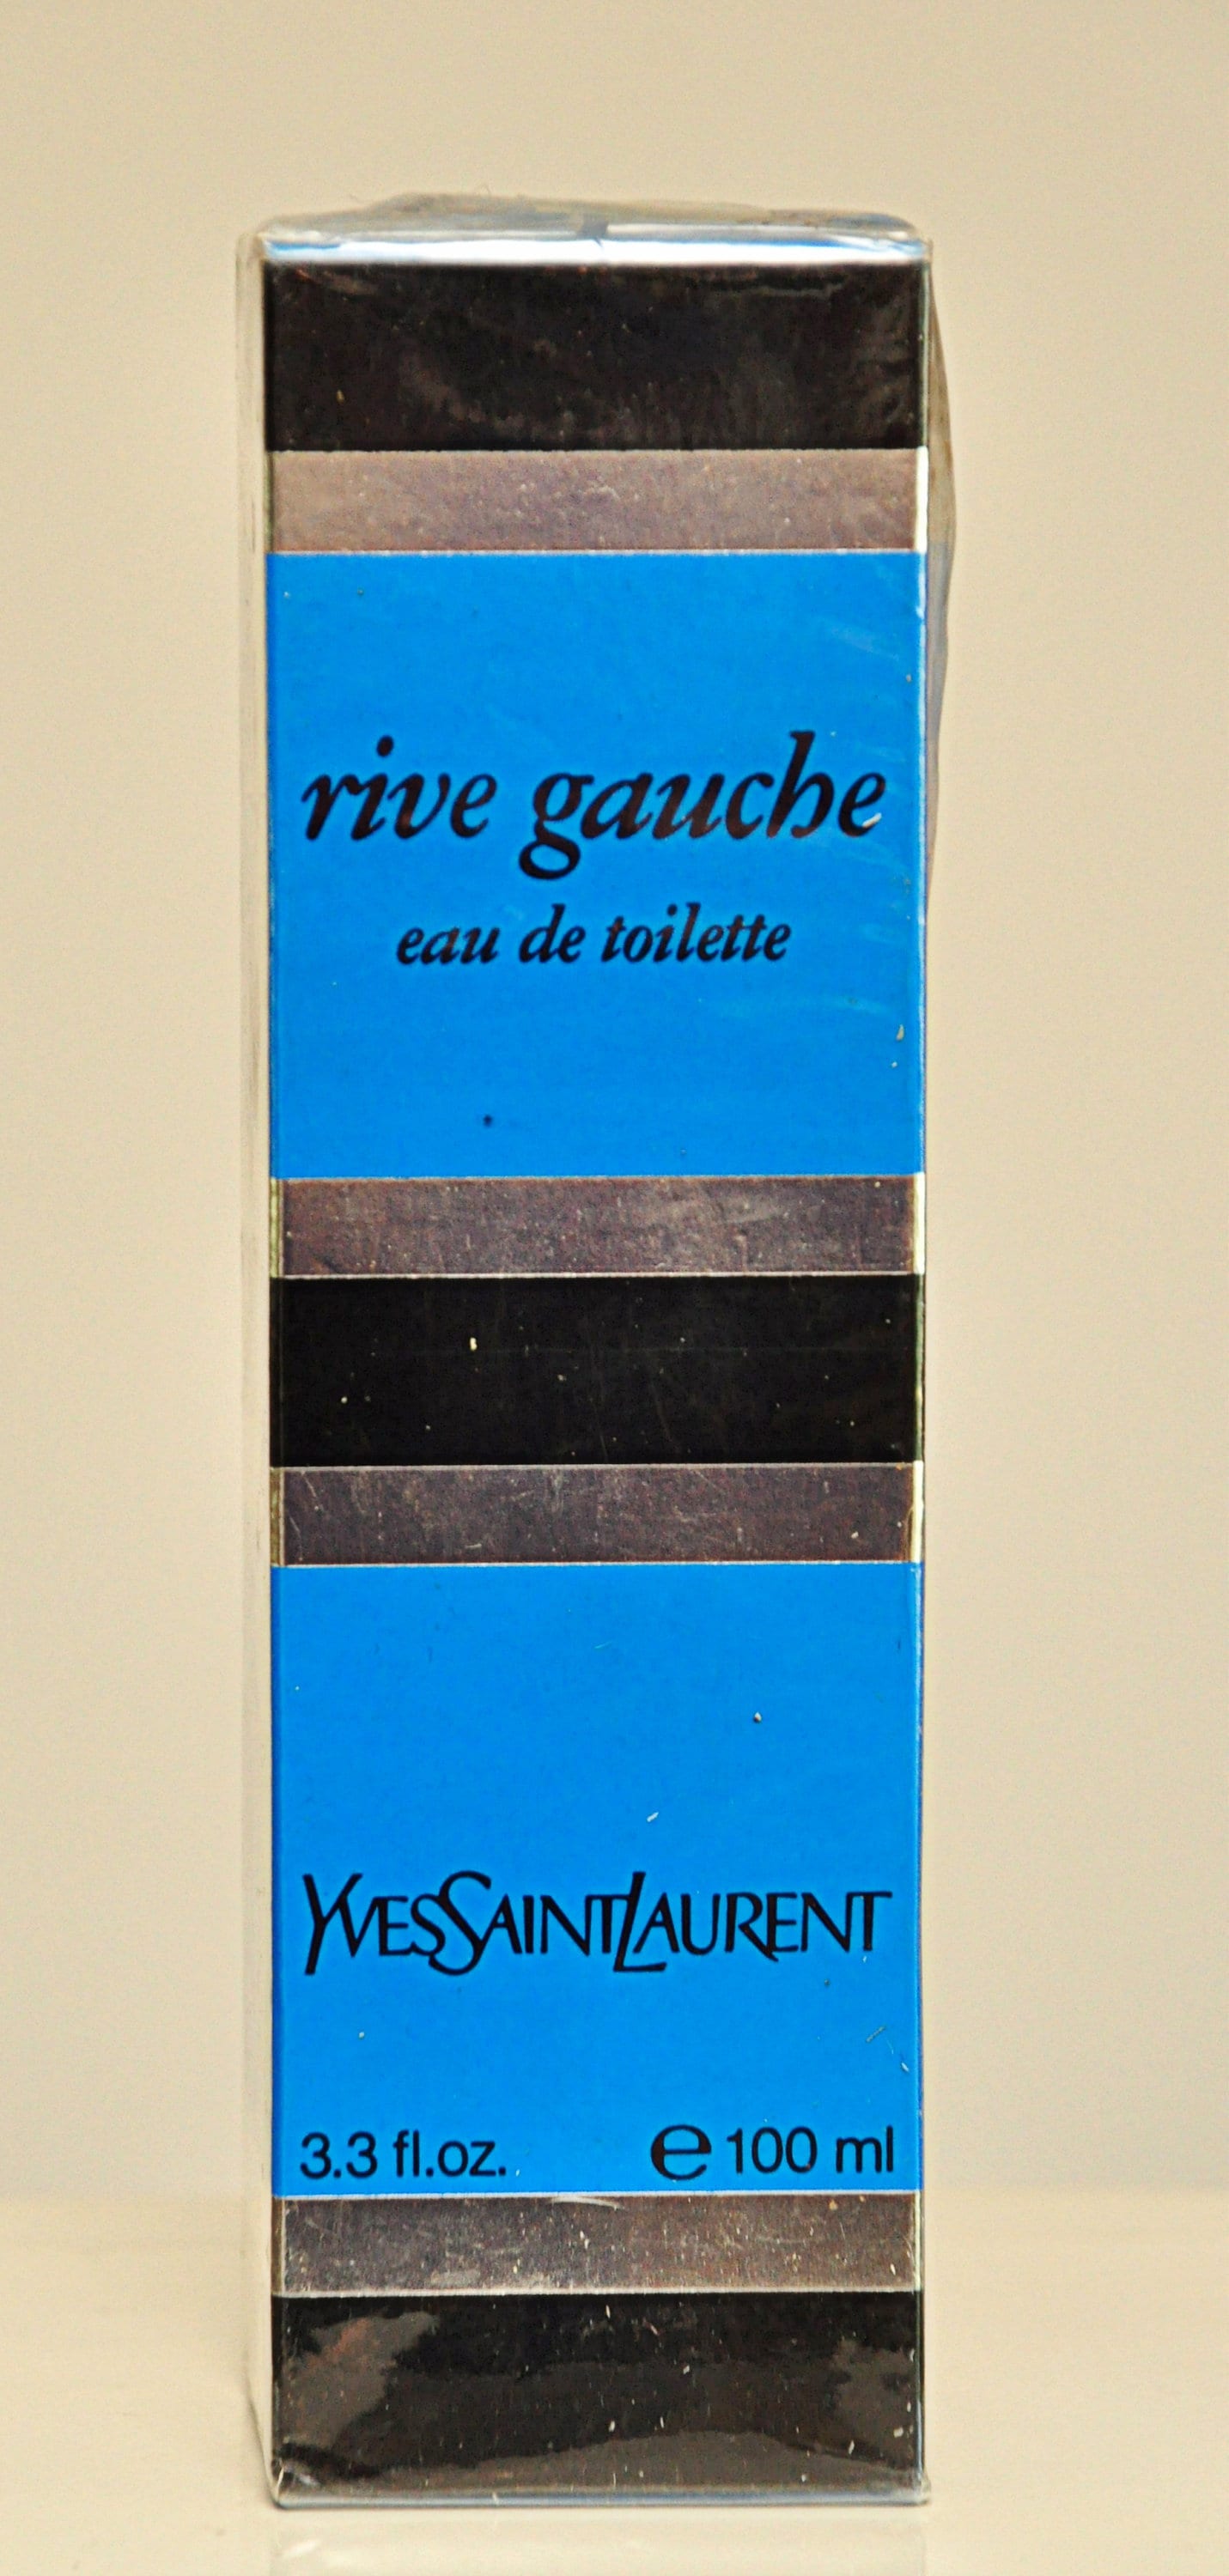 rive gauche
eau de toilette
YVESSAINTLAURENT
3.3 fl.oz. ℮ 100 ml